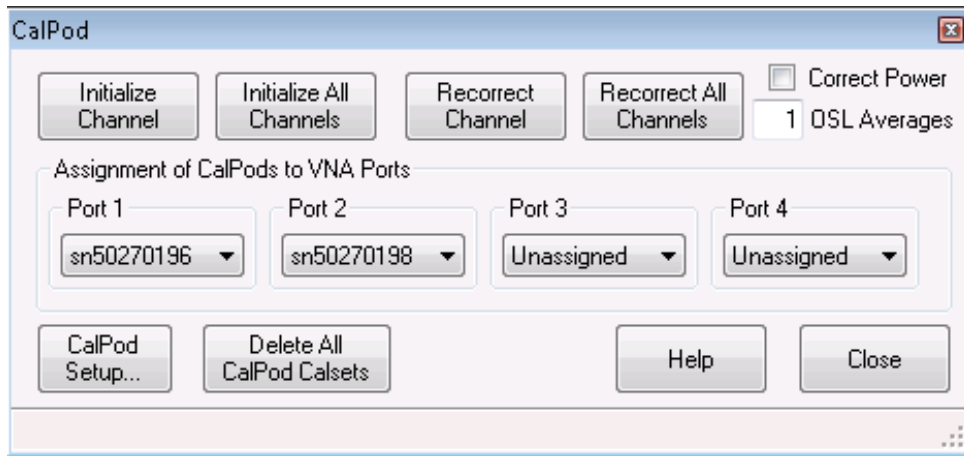 CalPod
Initialize Channel
Initialize All Channels
Recorrect Channel
Recorrect All Channels
Correct Power
1 OSL Averages
Assignment of CalPods to VNA Ports
Port 1 Port 2 Port 3 Port 4
sn50270196 sn50270198 Unassigned Unassigned
CalPod Setup...
Delete All CalPod Calsets
Help
Close